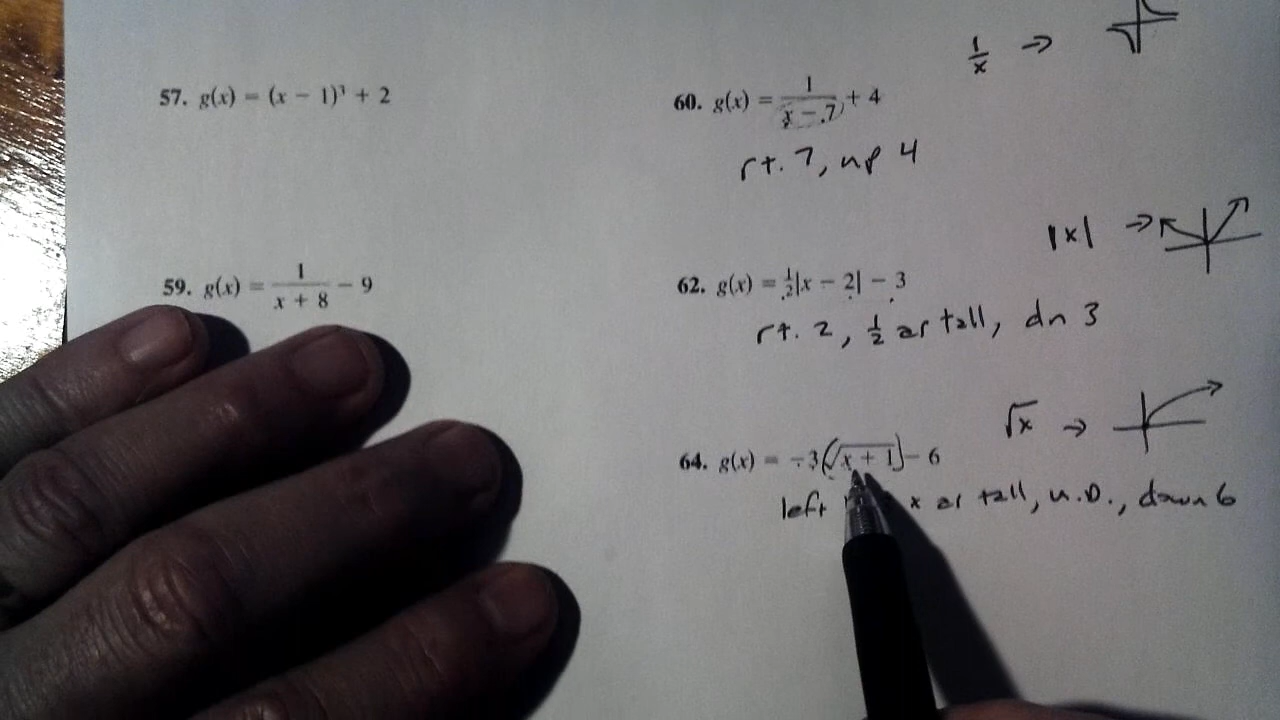 57. g(x) = (x − 1)³ + 2
59. g(x) = 1/(x + 8) − 9
1/x →
60. g(x) = 1/(x − 7) + 4
rt. 7, up 4
|x| →
62. g(x) = ½|x − 2| − 3
rt. 2, ½ as tall, dn 3
√x →
64. g(x) = −3(√(x + 1)) − 6
left x as tall, u.D., down 6